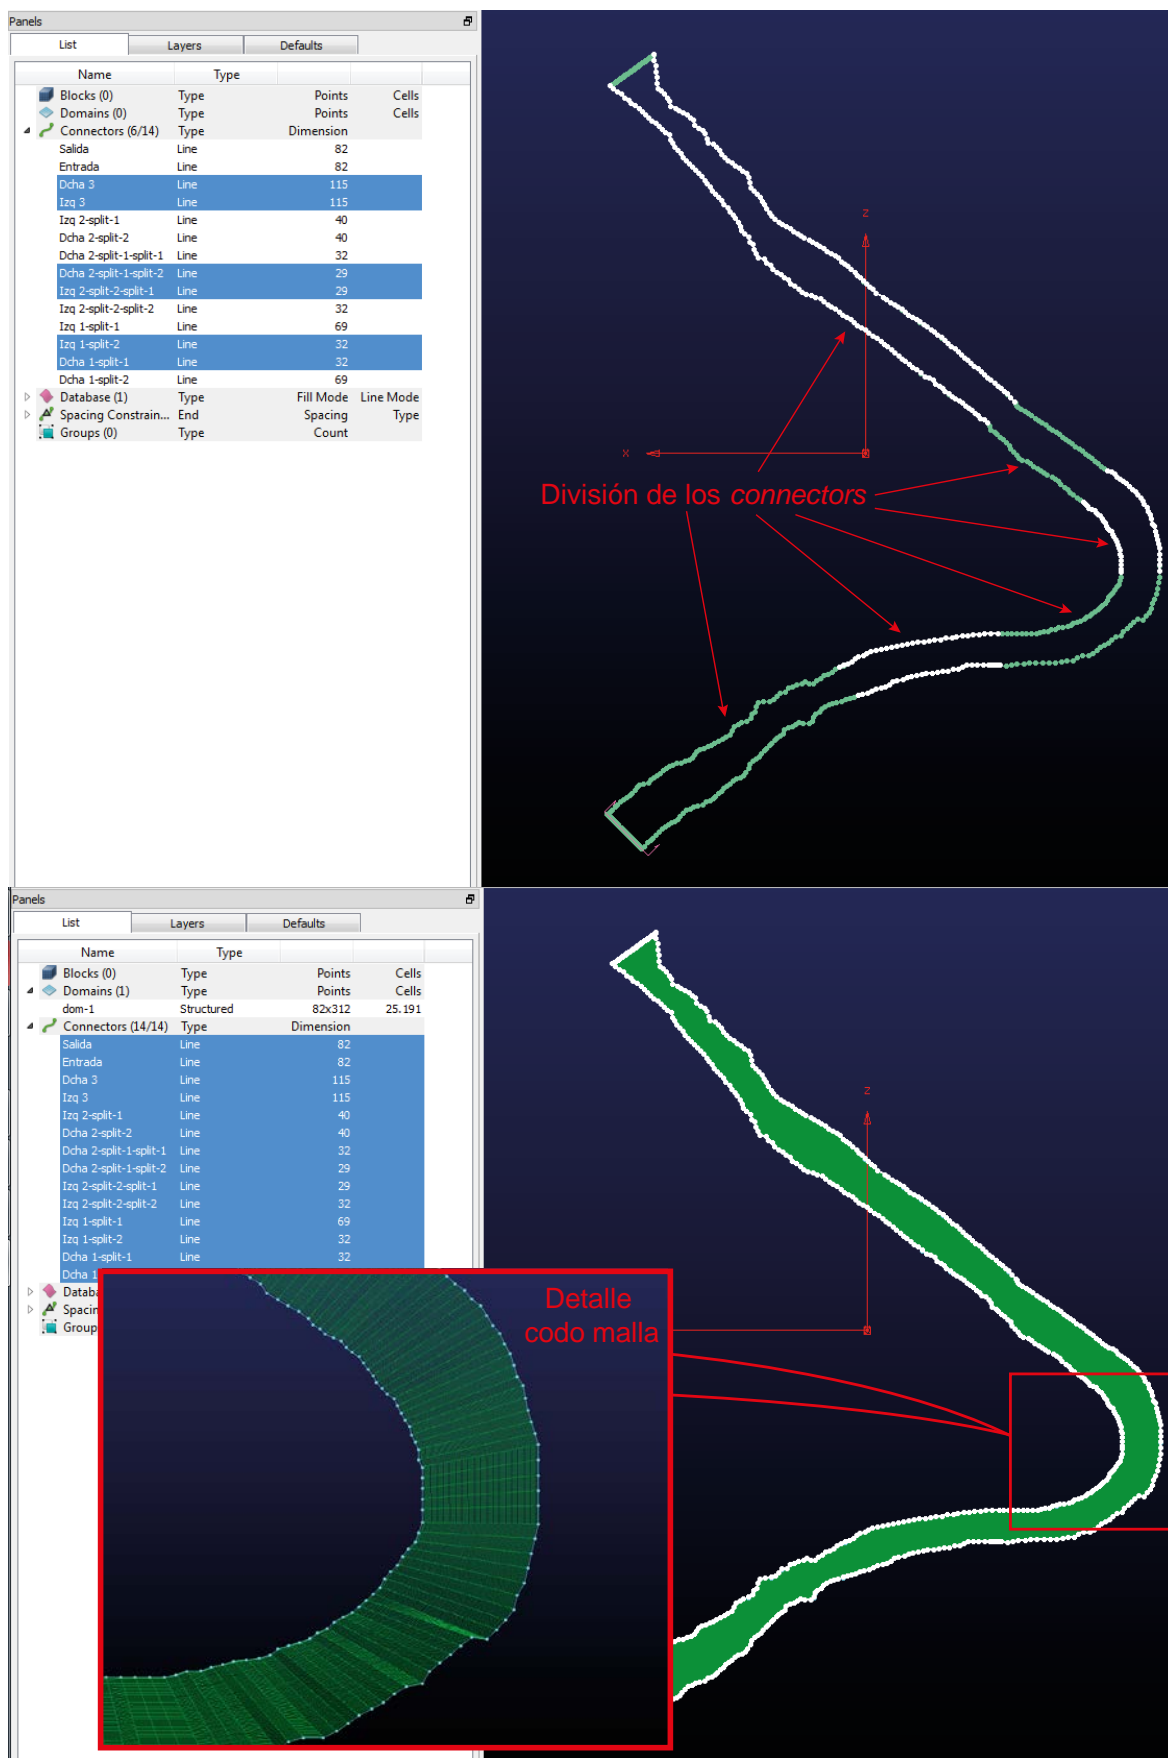 Panels
List Layers Defaults
Name Type
Blocks (0) Type Points Cells
Domains (0) Type Points Cells
Connectors (6/14) Type Dimension
Salida Line 82
Entrada Line 82
Dcha 3 Line 115
Izq 3 Line 115
Izq 2-split-1 Line 40
Dcha 2-split-2 Line 40
Dcha 2-split-1-split-1 Line 32
Dcha 2-split-1-split-2 Line 29
Izq 2-split-2-split-1 Line 29
Izq 2-split-2-split-2 Line 32
Izq 1-split-1 Line 69
Izq 1-split-2 Line 32
Dcha 1-split-1 Line 32
Dcha 1-split-2 Line 69
Database (1) Type Fill Mode Line Mode
Spacing Constrain... End Spacing Type
Groups (0) Type Count
z
x
División de los connectors
Panels
List Layers Defaults
Name Type
Blocks (0) Type Points Cells
Domains (1) Type Points Cells
dom-1 Structured 82x312 25.191
Connectors (14/14) Type Dimension
Salida Line 82
Entrada Line 82
Dcha 3 Line 115
Izq 3 Line 115
Izq 2-split-1 Line 40
Dcha 2-split-2 Line 40
Dcha 2-split-1-split-1 Line 32
Dcha 2-split-1-split-2 Line 29
Izq 2-split-2-split-1 Line 29
Izq 2-split-2-split-2 Line 32
Izq 1-split-1 Line 69
Izq 1-split-2 Line 32
Dcha 1-split-1 Line 32
Dcha 1
Databa
Spacin
Group
z
Detalle
codo malla